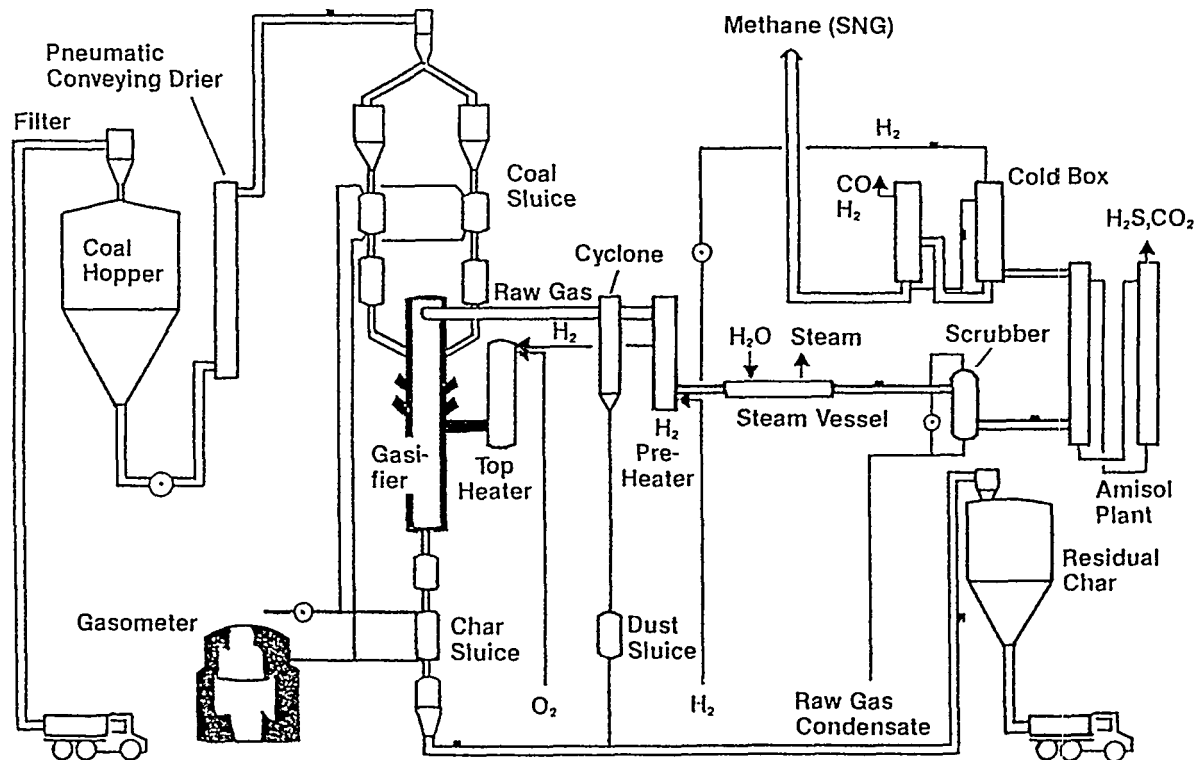 Methane (SNG)
Pneumatic
Conveying Drier
Filter
H₂
Coal
Sluice
CO
H₂
Cold Box
H₂S,CO₂
Coal
Hopper
Cyclone
Raw Gas
H₂
H₂O
Steam
Scrubber
Steam Vessel
Gasi-
fier
Top
Heater
H₂
Pre-
Heater
Amisol
Plant
Residual
Char
Gasometer
Char
Sluice
Dust
Sluice
O₂
H₂
Raw Gas
Condensate